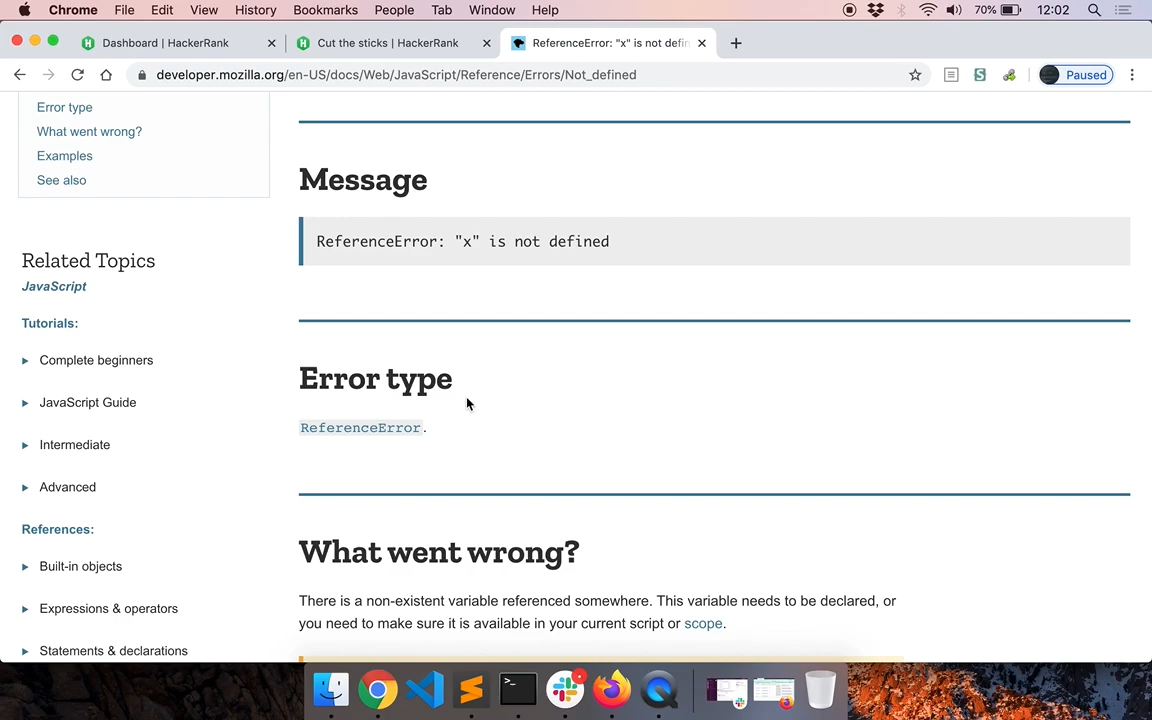 Chrome File Edit View History Bookmarks People Tab Window Help 70% 12:02
Dashboard | HackerRank
Cut the sticks | HackerRank
ReferenceError: "x" is not defin
developer.mozilla.org/en-US/docs/Web/JavaScript/Reference/Errors/Not_defined
Paused
Error type
What went wrong?
Examples
See also
Related Topics
JavaScript
Tutorials:
Complete beginners
JavaScript Guide
Intermediate
Advanced
References:
Built-in objects
Expressions & operators
Statements & declarations
Message
ReferenceError: "x" is not defined
Error type
ReferenceError.
What went wrong?
There is a non-existent variable referenced somewhere. This variable needs to be declared, or
you need to make sure it is available in your current script or scope.